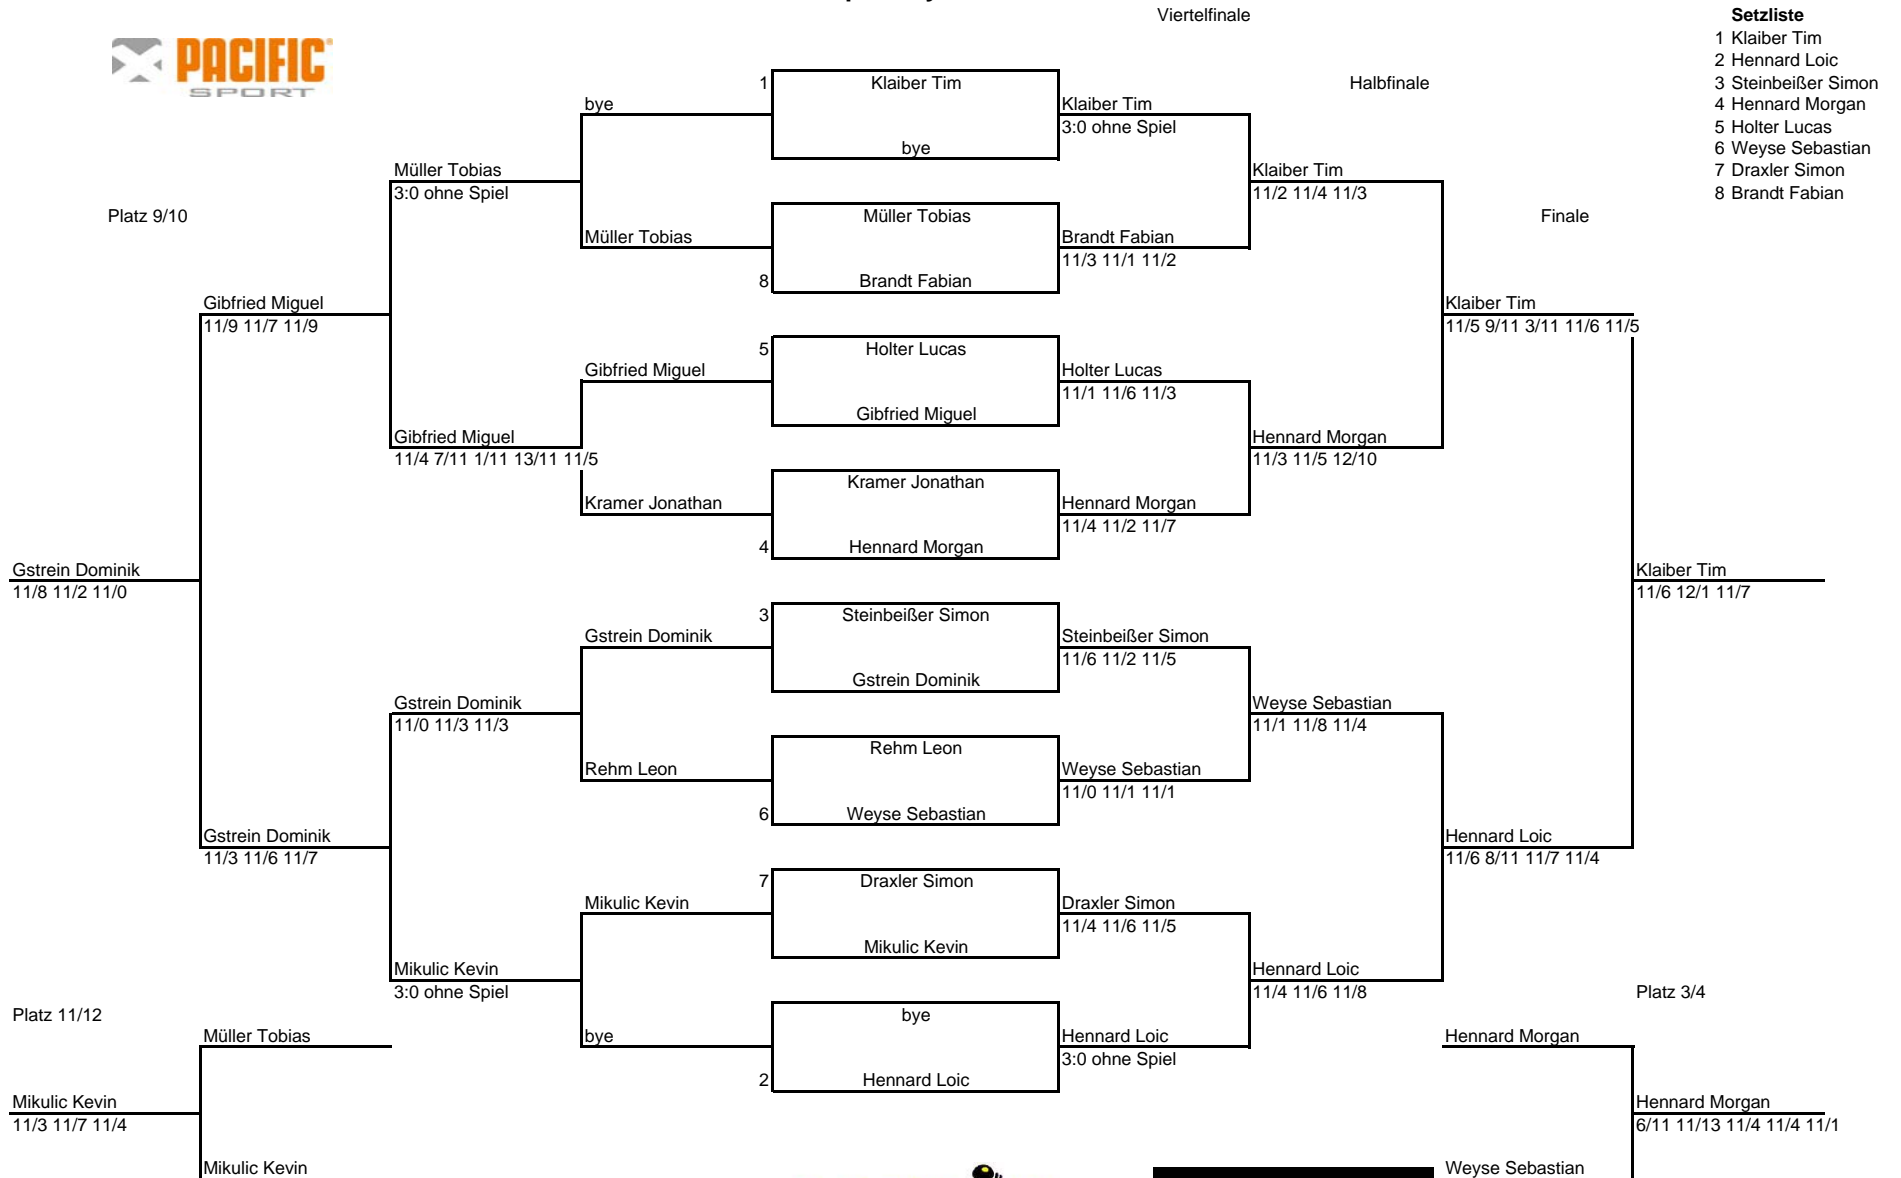 Viertelfinale
Setzliste
1 Klaiber Tim
2 Hennard Loic
3 Steinbeißer Simon
4 Hennard Morgan
5 Holter Lucas
6 Weyse Sebastian
7 Draxler Simon
8 Brandt Fabian
PACIFIC
SPORT
1 Klaiber Tim
Halbfinale
bye
Klaiber Tim
3:0 ohne Spiel
bye
Müller Tobias
3:0 ohne Spiel
Klaiber Tim
11/2 11/4 11/3
Platz 9/10
Müller Tobias
Finale
Müller Tobias
Brandt Fabian
11/3 11/1 11/2
8 Brandt Fabian
Gibfried Miguel
11/9 11/7 11/9
Klaiber Tim
11/5 9/11 3/11 11/6 11/5
5 Holter Lucas
Gibfried Miguel
Holter Lucas
11/1 11/6 11/3
Gibfried Miguel
Gibfried Miguel
11/4 7/11 1/11 13/11 11/5
Hennard Morgan
11/3 11/5 12/10
Kramer Jonathan
Kramer Jonathan
Hennard Morgan
11/4 11/2 11/7
4 Hennard Morgan
Gstrein Dominik
11/8 11/2 11/0
Klaiber Tim
11/6 12/1 11/7
3 Steinbeißer Simon
Gstrein Dominik
Steinbeißer Simon
11/6 11/2 11/5
Gstrein Dominik
Gstrein Dominik
11/0 11/3 11/3
Weyse Sebastian
11/1 11/8 11/4
Rehm Leon
Rehm Leon
Weyse Sebastian
11/0 11/1 11/1
6 Weyse Sebastian
Gstrein Dominik
11/3 11/6 11/7
Hennard Loic
11/6 8/11 11/7 11/4
7 Draxler Simon
Mikulic Kevin
Draxler Simon
11/4 11/6 11/5
Mikulic Kevin
Mikulic Kevin
3:0 ohne Spiel
Hennard Loic
11/4 11/6 11/8
Platz 3/4
Platz 11/12
bye
Müller Tobias
bye
Hennard Loic
3:0 ohne Spiel
Hennard Morgan
2 Hennard Loic
Mikulic Kevin
11/3 11/7 11/4
Hennard Morgan
6/11 11/13 11/4 11/4 11/1
Mikulic Kevin
Weyse Sebastian